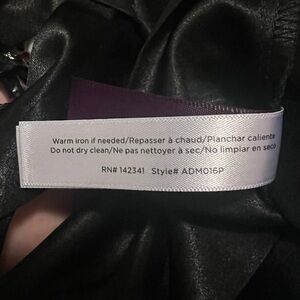 Warm iron if needed/Repasser à chaud/Planchar caliente
Do not dry clean/Ne pas nettoyer à sec/No limpiar en seco
RN# 142341 Style# ADM016P